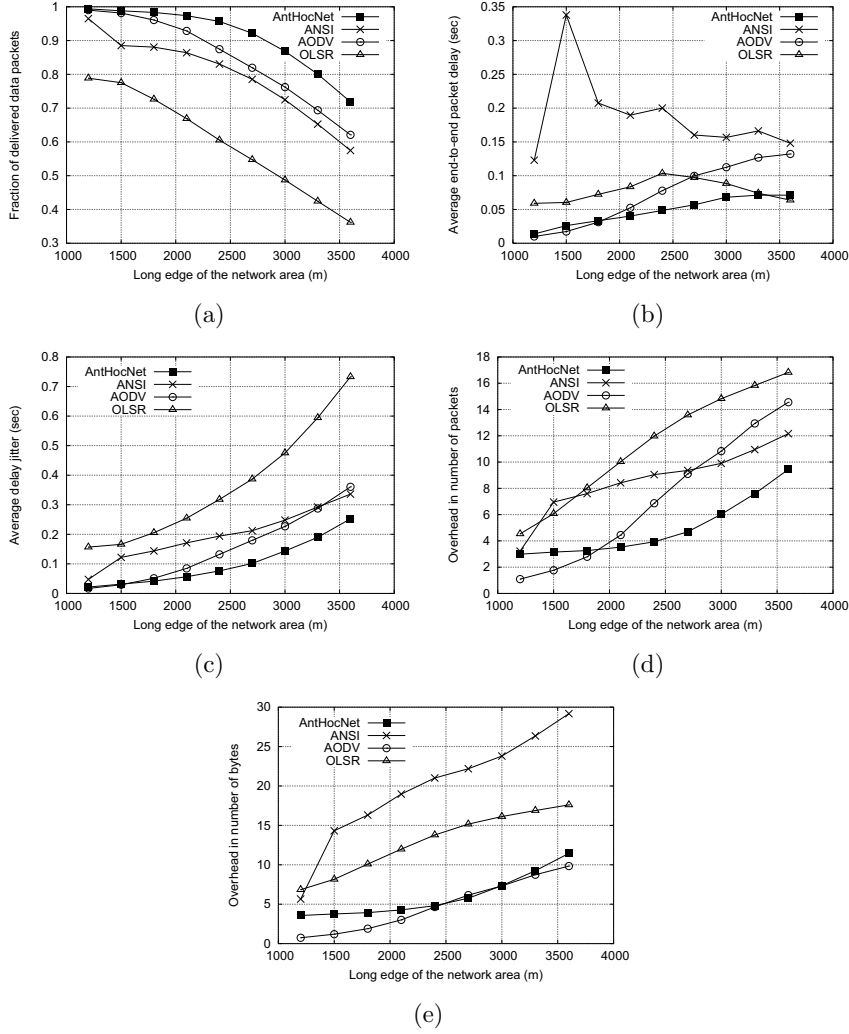 Fraction of delivered data packets
1
0.9
0.8
0.7
0.6
0.5
0.4
0.3
1000 1500 2000 2500 3000 3500 4000
Long edge of the network area (m)
AntHocNet
ANSI
AODV
OLSR
(a)
Average end-to-end packet delay (sec)
0.35
0.3
0.25
0.2
0.15
0.1
0.05
0
1000 1500 2000 2500 3000 3500 4000
Long edge of the network area (m)
AntHocNet
ANSI
AODV
OLSR
(b)
Average delay jitter (sec)
0.8
0.7
0.6
0.5
0.4
0.3
0.2
0.1
0
1000 1500 2000 2500 3000 3500 4000
Long edge of the network area (m)
AntHocNet
ANSI
AODV
OLSR
(c)
Overhead in number of packets
18
16
14
12
10
8
6
4
2
0
1000 1500 2000 2500 3000 3500 4000
Long edge of the network area (m)
AntHocNet
ANSI
AODV
OLSR
(d)
Overhead in number of bytes
30
25
20
15
10
5
0
1000 1500 2000 2500 3000 3500 4000
Long edge of the network area (m)
AntHocNet
ANSI
AODV
OLSR
(e)